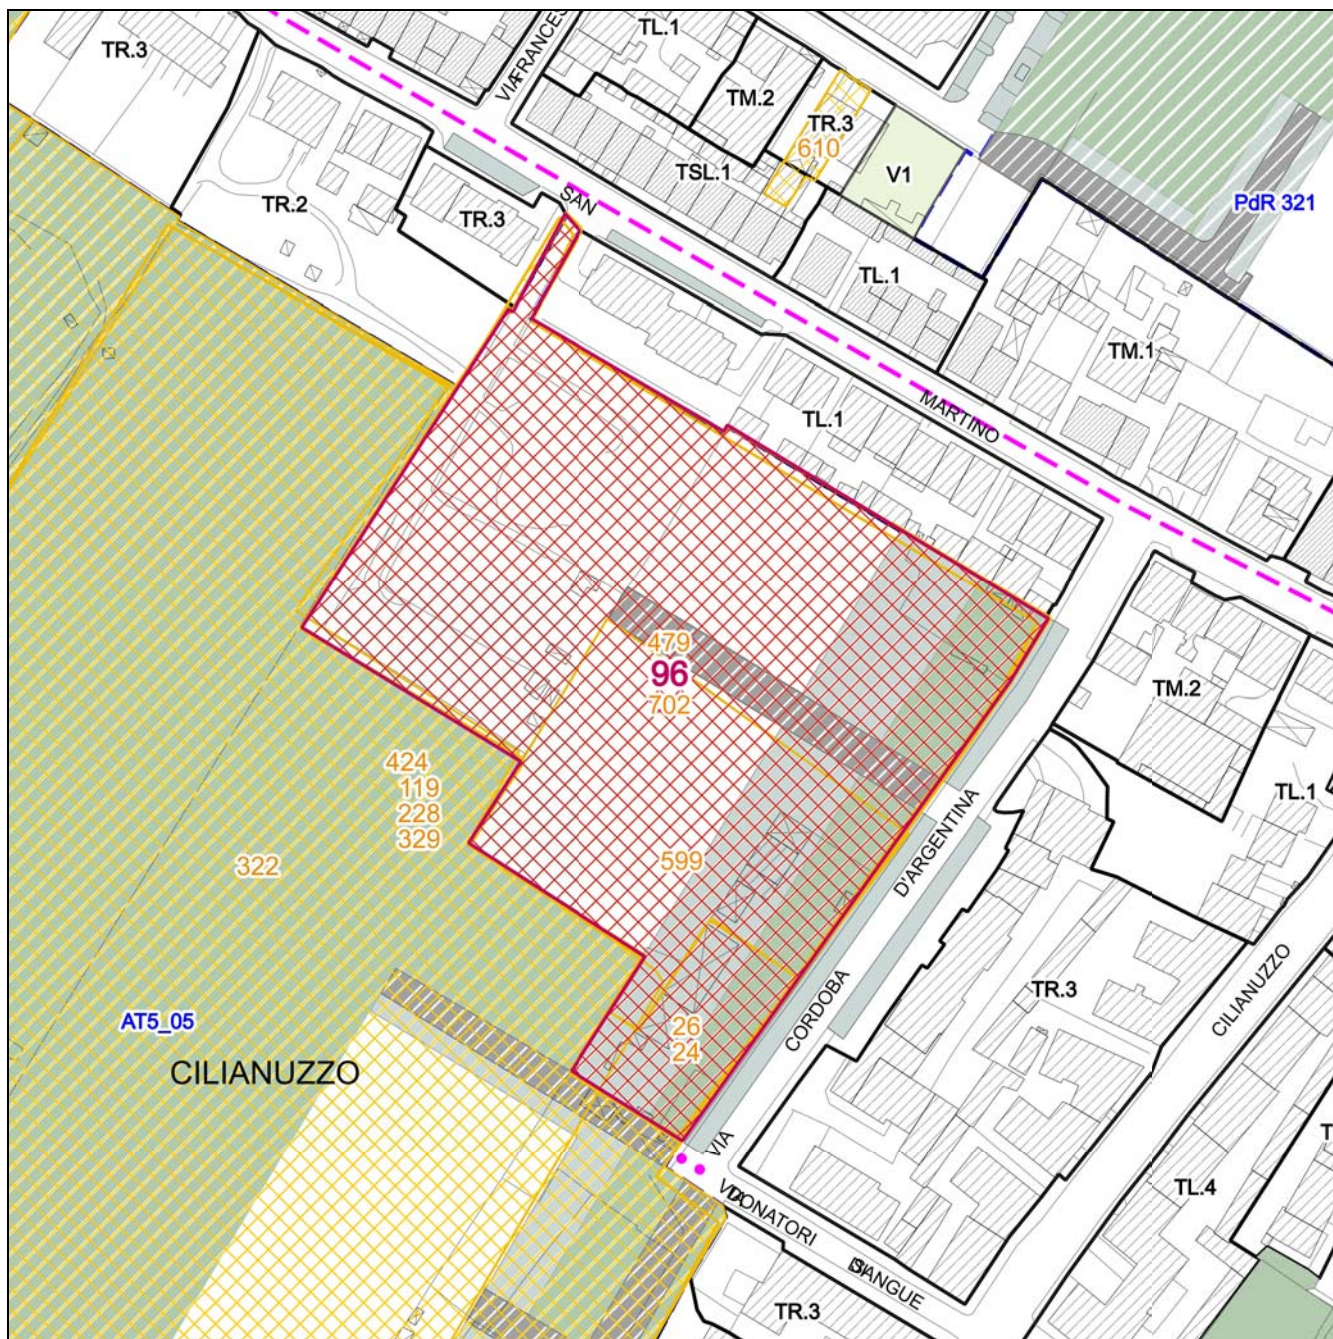 TR.3
VIA FRANCES
TL.1
TM.2
TR.3
610
V1
PdR 321
TSL.1
TR.2
TR.3
SAN
TL.1
TM.1
TL.1
MARTINO
479
96
702
TM.2
TL.1
424
119
228
329
322
599
D'ARGENTINA
CORDOBA
VIA
TR.3
CILIANUZZO
26
24
AT5_05
CILIANUZZO
VIA
DONATORI
DI
SANGUE
TL.4
T
TR.3